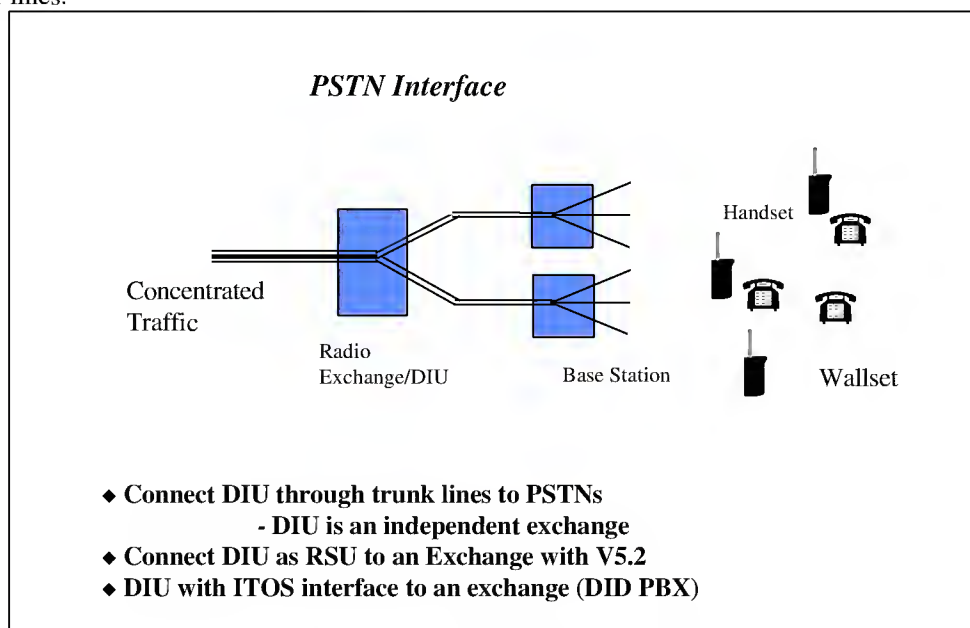 lines.
PSTN Interface
Handset
Concentrated
Traffic
Radio
Exchange/DIU
Base Station
Wallset
◆ Connect DIU through trunk lines to PSTNs
- DIU is an independent exchange
◆ Connect DIU as RSU to an Exchange with V5.2
◆ DIU with ITOS interface to an exchange (DID PBX)